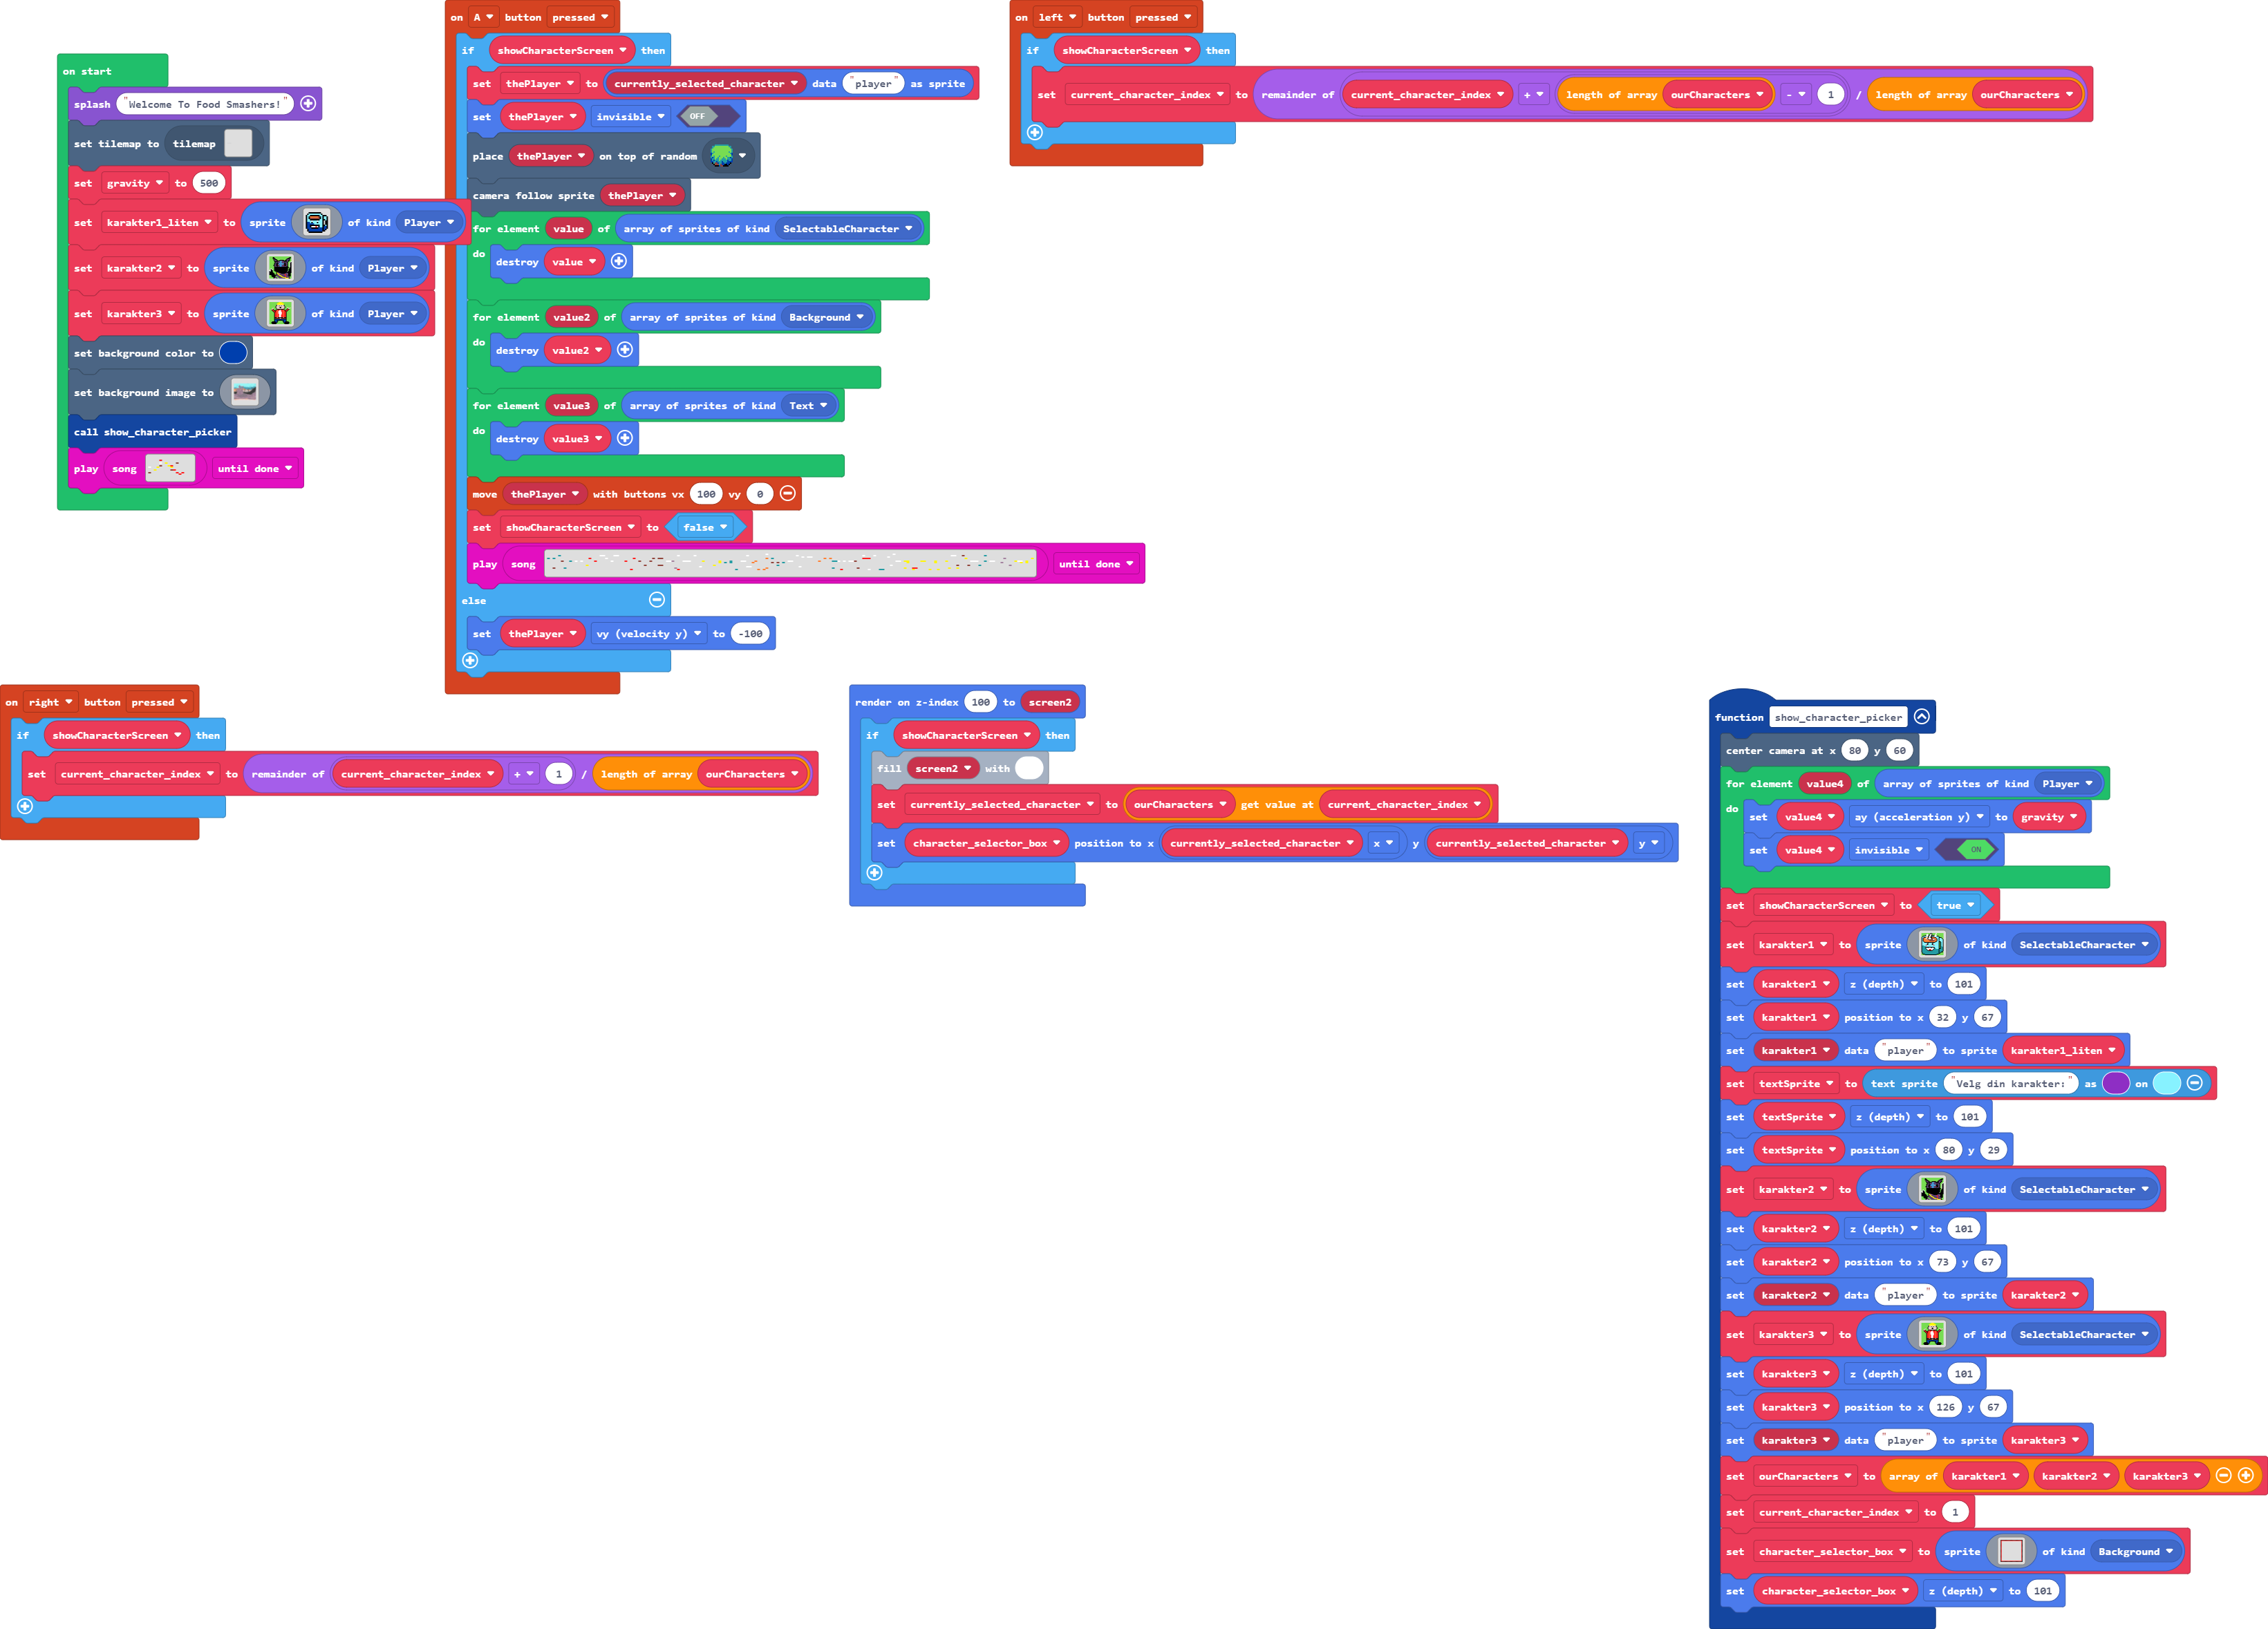 on start
splash "Welcome To Food Smashers!"
set tilemap to tilemap
set gravity to 500
set karakter1_liten to sprite of kind Player
set karakter2 to sprite of kind Player
set karakter3 to sprite of kind Player
set background color to
set background image to
call show_character_picker
play song until done
on A button pressed
if showCharacterScreen then
set thePlayer to currently_selected_character data "player" as sprite
set thePlayer invisible OFF
place thePlayer on top of random
camera follow sprite thePlayer
for element value of array of sprites of kind SelectableCharacter
do destroy value
for element value2 of array of sprites of kind Background
do destroy value2
for element value3 of array of sprites of kind Text
do destroy value3
move thePlayer with buttons vx 100 vy 0
set showCharacterScreen to false
play song until done
else
set thePlayer vy (velocity y) to -100
on left button pressed
if showCharacterScreen then
set current_character_index to remainder of current_character_index + length of array ourCharacters - 1 / length of array ourCharacters
on right button pressed
if showCharacterScreen then
set current_character_index to remainder of current_character_index + 1 / length of array ourCharacters
render on z-index 100 to screen2
if showCharacterScreen then
fill screen2 with
set currently_selected_character to ourCharacters get value at current_character_index
set character_selector_box position to x currently_selected_character x y currently_selected_character y
function show_character_picker
center camera at x 80 y 60
for element value4 of array of sprites of kind Player
do set value4 ay (acceleration y) to gravity
set value4 invisible ON
set showCharacterScreen to true
set karakter1 to sprite of kind SelectableCharacter
set karakter1 z (depth) to 101
set karakter1 position to x 32 y 67
set karakter1 data "player" to sprite karakter1_liten
set textSprite to text sprite "Velg din karakter:" as on
set textSprite z (depth) to 101
set textSprite position to x 80 y 29
set karakter2 to sprite of kind SelectableCharacter
set karakter2 z (depth) to 101
set karakter2 position to x 73 y 67
set karakter2 data "player" to sprite karakter2
set karakter3 to sprite of kind SelectableCharacter
set karakter3 z (depth) to 101
set karakter3 position to x 126 y 67
set karakter3 data "player" to sprite karakter3
set ourCharacters to array of karakter1 karakter2 karakter3
set current_character_index to 1
set character_selector_box to sprite of kind Background
set character_selector_box z (depth) to 101